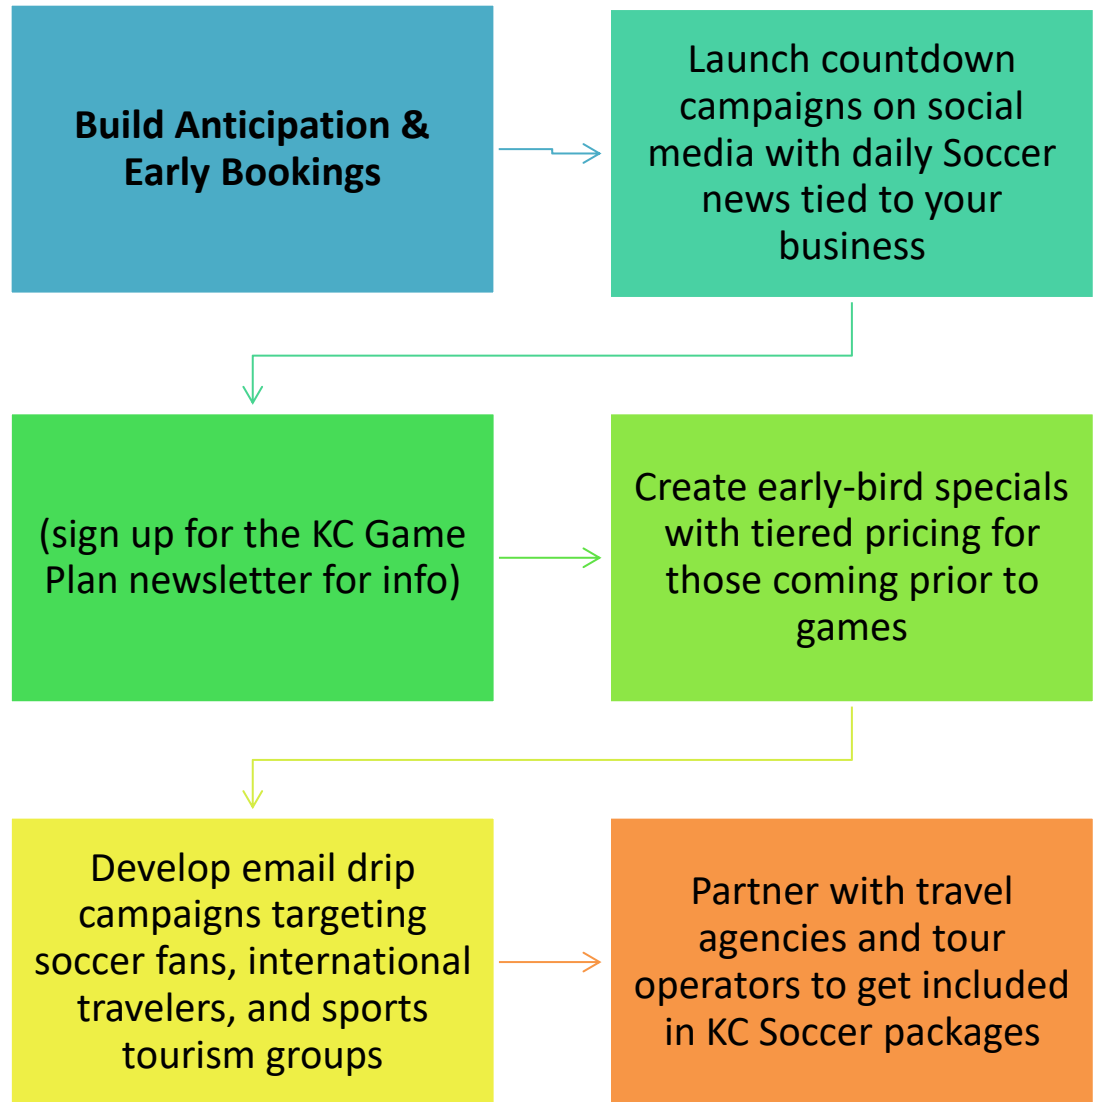 Build Anticipation &
Early Bookings
Launch countdown
campaigns on social
media with daily Soccer
news tied to your
business
(sign up for the KC Game
Plan newsletter for info)
Create early-bird specials
with tiered pricing for
those coming prior to
games
Develop email drip
campaigns targeting
soccer fans, international
travelers, and sports
tourism groups
Partner with travel
agencies and tour
operators to get included
in KC Soccer packages